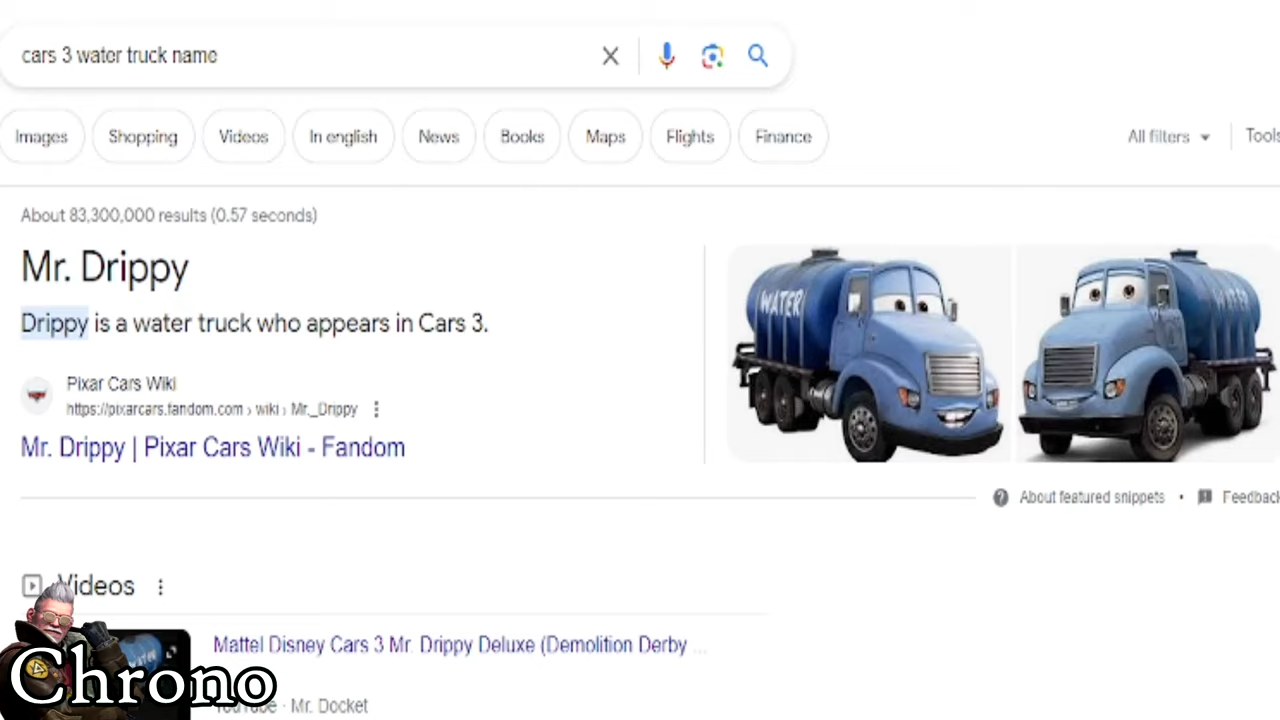 cars 3 water truck name
Images
Shopping
Videos
In english
News
Books
Maps
Flights
Finance
All filters
Tools
About 83,300,000 results (0.57 seconds)
Mr. Drippy
Drippy is a water truck who appears in Cars 3.
Pixar Cars Wiki
https://pixarcars.fandom.com › wiki › Mr._Drippy
Mr. Drippy | Pixar Cars Wiki - Fandom
WATER
WATER
About featured snippets
Feedback
Videos
WATER
Mattel Disney Cars 3 Mr. Drippy Deluxe (Demolition Derby ...
YouTube · Mr. Docket
Chrono